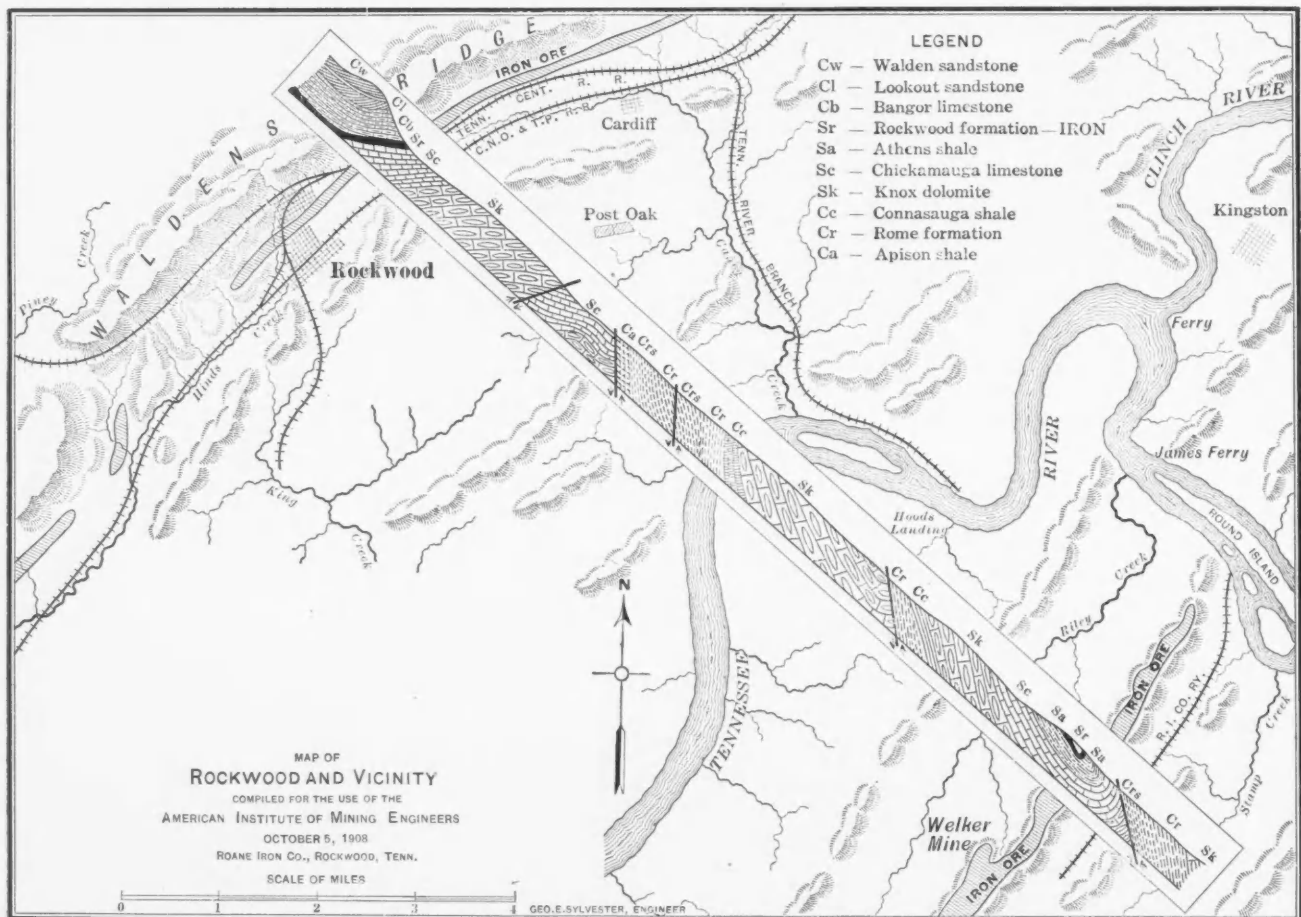 LEGEND
Cw – Walden sandstone
Cl – Lookout sandstone
Cb – Bangor limestone
Sr – Rockwood formation – IRON
Sa – Athens shale
Sc – Chickamauga limestone
Sk – Knox dolomite
Cc – Connasauga shale
Cr – Rome formation
Ca – Apison shale
WALDENS RIDGE
IRON ORE
TENN. CENT. R. R.
C.N.O. & T.P. R. R.
Cardiff
TENN. RIVER BRANCH
CLINCH RIVER
Kingston
Post Oak
Rockwood
Piney Creek
Hinds Creek
King Creek
Caney Creek
Ferry
RIVER
James Ferry
Hoods
Landing
ROUND ISLAND
Riley Creek
IRON ORE
R. I. CO. RY.
Stamp Creek
TENNESSEE
Welker
Mine
IRON ORE
N
Cw
Cl
Cb
Sr
Sc
Sk
Sc
Ca
Crs
Cr
Crs
Cr
Cc
Sk
Cr
Cc
Sk
Sc
Sa
Sr
Sa
Crs
Cr
Sk
MAP OF
ROCKWOOD AND VICINITY
COMPILED FOR THE USE OF THE
AMERICAN INSTITUTE OF MINING ENGINEERS
OCTOBER 5, 1908
ROANE IRON CO., ROCKWOOD, TENN.
SCALE OF MILES
0 1 2 3 4
GEO.E.SYLVESTER, ENGINEER